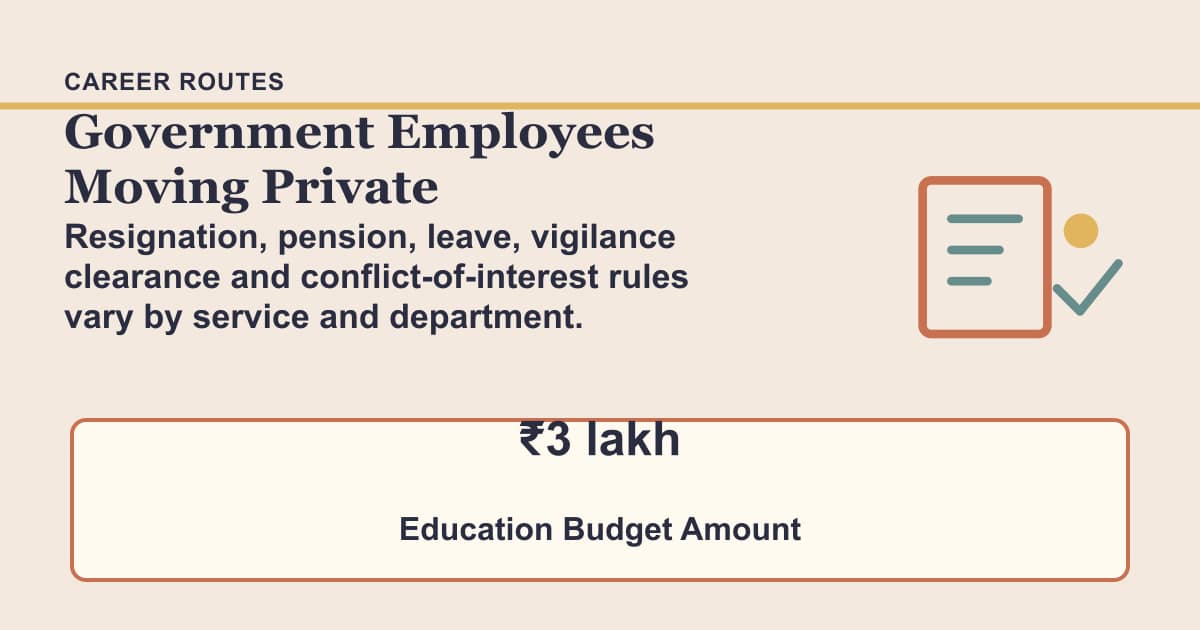 CAREER ROUTES
Government Employees
Moving Private
Resignation, pension, leave, vigilance
clearance and conflict-of-interest rules
vary by service and department.
₹3 lakh
Education Budget Amount